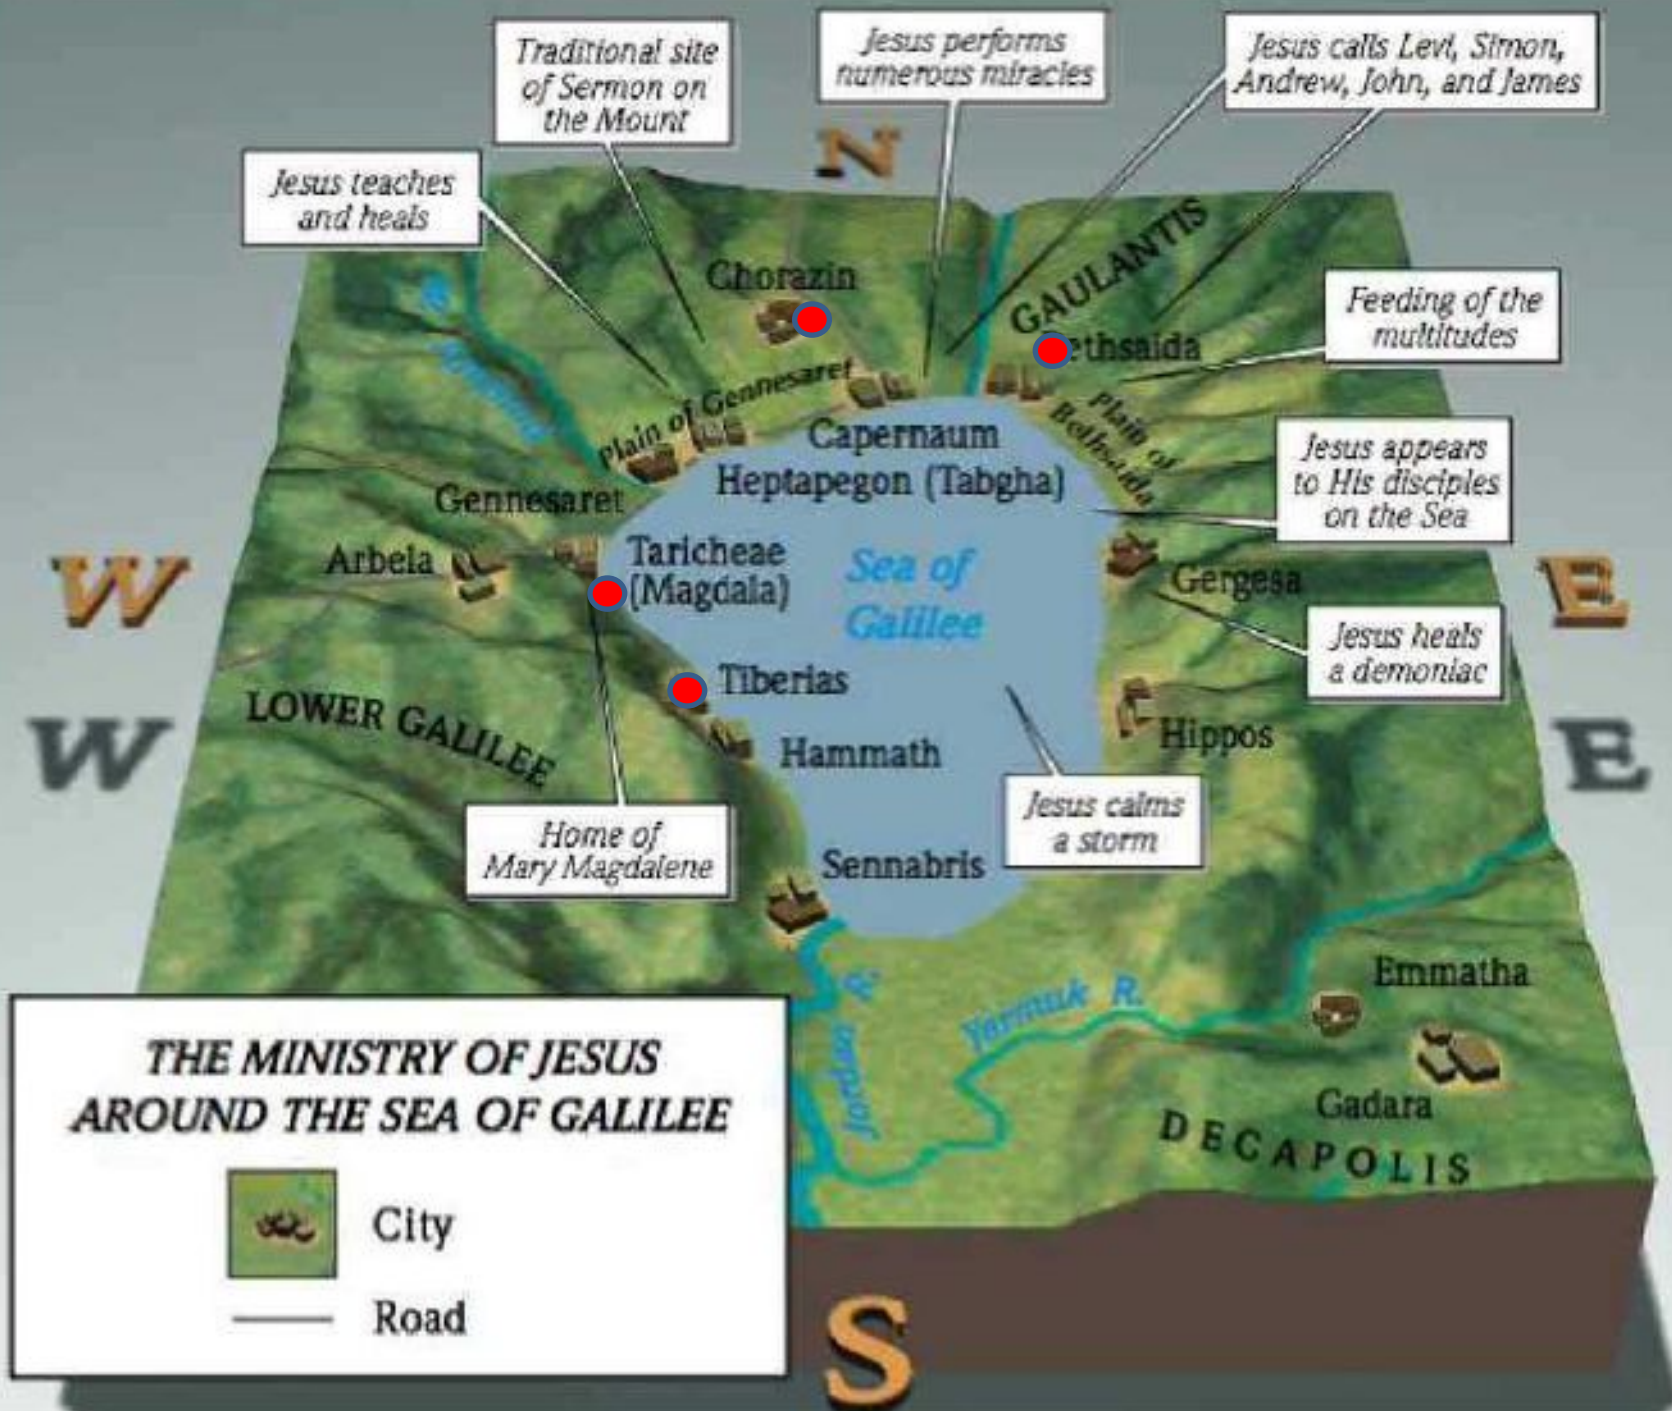 Traditional site
of Sermon on
the Mount
Jesus performs
numerous miracles
Jesus calls Levi, Simon,
Andrew, John, and James
N
Jesus teaches
and heals
Chorazin
GAULANTIS
ethsaida
Feeding of the
multitudes
Plain of Gennesaret
Plain of
Bethsaida
Capernaum
Heptapegon (Tabgha)
Jesus appears
to His disciples
on the Sea
Gennesaret
Arbela
Taricheae
(Magdala)
Sea of
Galilee
Gergesa
W
E
Jesus heals
a demoniac
Tiberias
LOWER GALILEE
Hammath
Hippos
W
E
Home of
Mary Magdalene
Jesus calms
a storm
Sennabris
Jordan R.
Yarmuk R.
Emmatha
Gadara
DECAPOLIS
THE MINISTRY OF JESUS
AROUND THE SEA OF GALILEE
City
Road
S